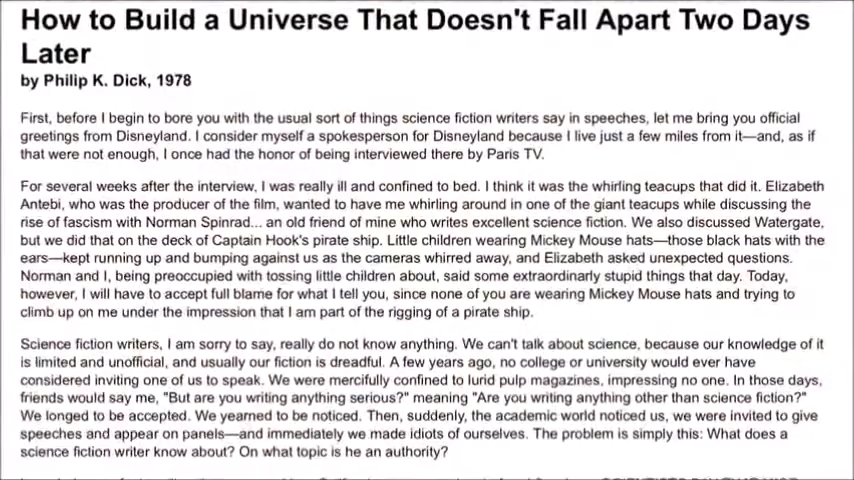 How to Build a Universe That Doesn't Fall Apart Two Days
Later
by Philip K. Dick, 1978
First, before I begin to bore you with the usual sort of things science fiction writers say in speeches, let me bring you official
greetings from Disneyland. I consider myself a spokesperson for Disneyland because I live just a few miles from it—and, as if
that were not enough, I once had the honor of being interviewed there by Paris TV.
For several weeks after the interview, I was really ill and confined to bed. I think it was the whirling teacups that did it. Elizabeth
Antebi, who was the producer of the film, wanted to have me whirling around in one of the giant teacups while discussing the
rise of fascism with Norman Spinrad... an old friend of mine who writes excellent science fiction. We also discussed Watergate,
but we did that on the deck of Captain Hook's pirate ship. Little children wearing Mickey Mouse hats—those black hats with the
ears—kept running up and bumping against us as the cameras whirred away, and Elizabeth asked unexpected questions.
Norman and I, being preoccupied with tossing little children about, said some extraordinarly stupid things that day. Today,
however, I will have to accept full blame for what I tell you, since none of you are wearing Mickey Mouse hats and trying to
climb up on me under the impression that I am part of the rigging of a pirate ship.
Science fiction writers, I am sorry to say, really do not know anything. We can't talk about science, because our knowledge of it
is limited and unofficial, and usually our fiction is dreadful. A few years ago, no college or university would ever have
considered inviting one of us to speak. We were mercifully confined to lurid pulp magazines, impressing no one. In those days,
friends would say me, "But are you writing anything serious?" meaning "Are you writing anything other than science fiction?"
We longed to be accepted. We yearned to be noticed. Then, suddenly, the academic world noticed us, we were invited to give
speeches and appear on panels—and immediately we made idiots of ourselves. The problem is simply this: What does a
science fiction writer know about? On what topic is he an authority?